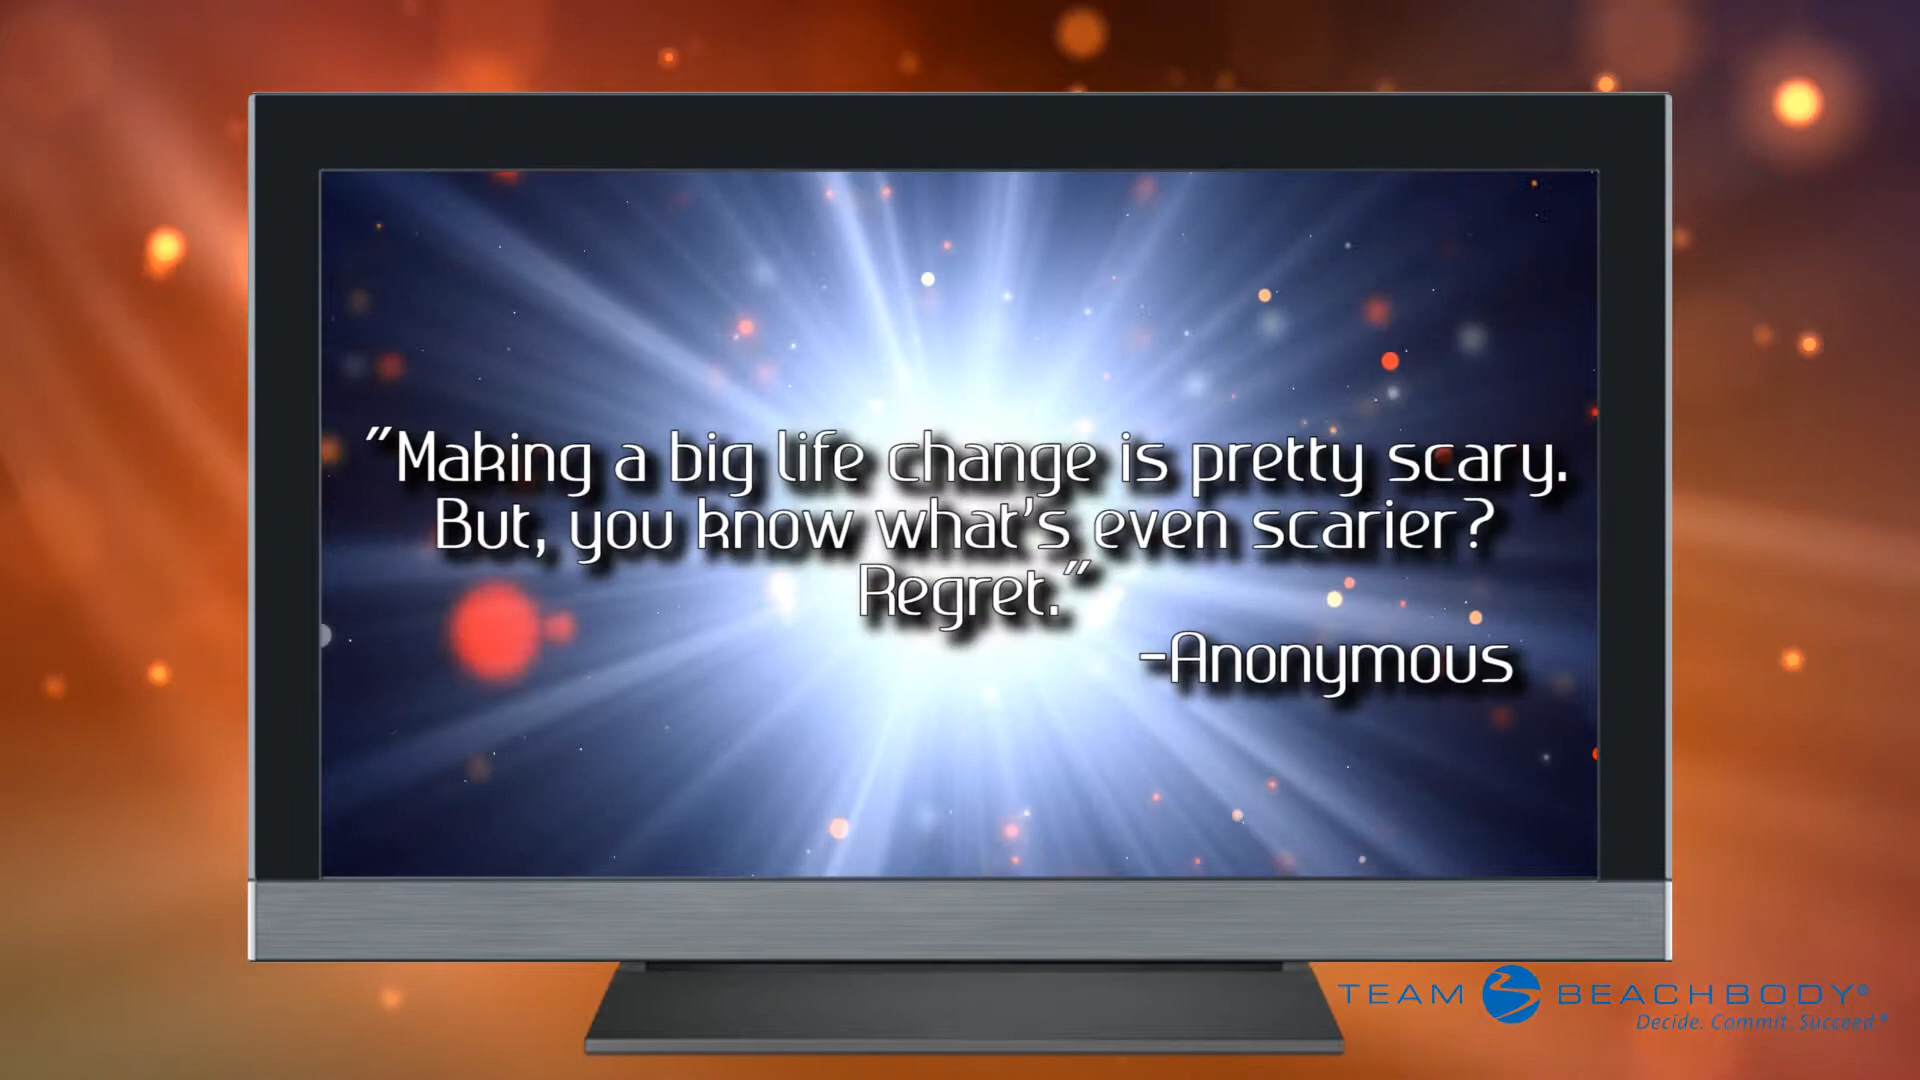 "Making a big life change is pretty scary.
But, you know what's even scarier?
Regret."
-Anonymous
TEAM BEACHBODY®
Decide. Commit. Succeed.®